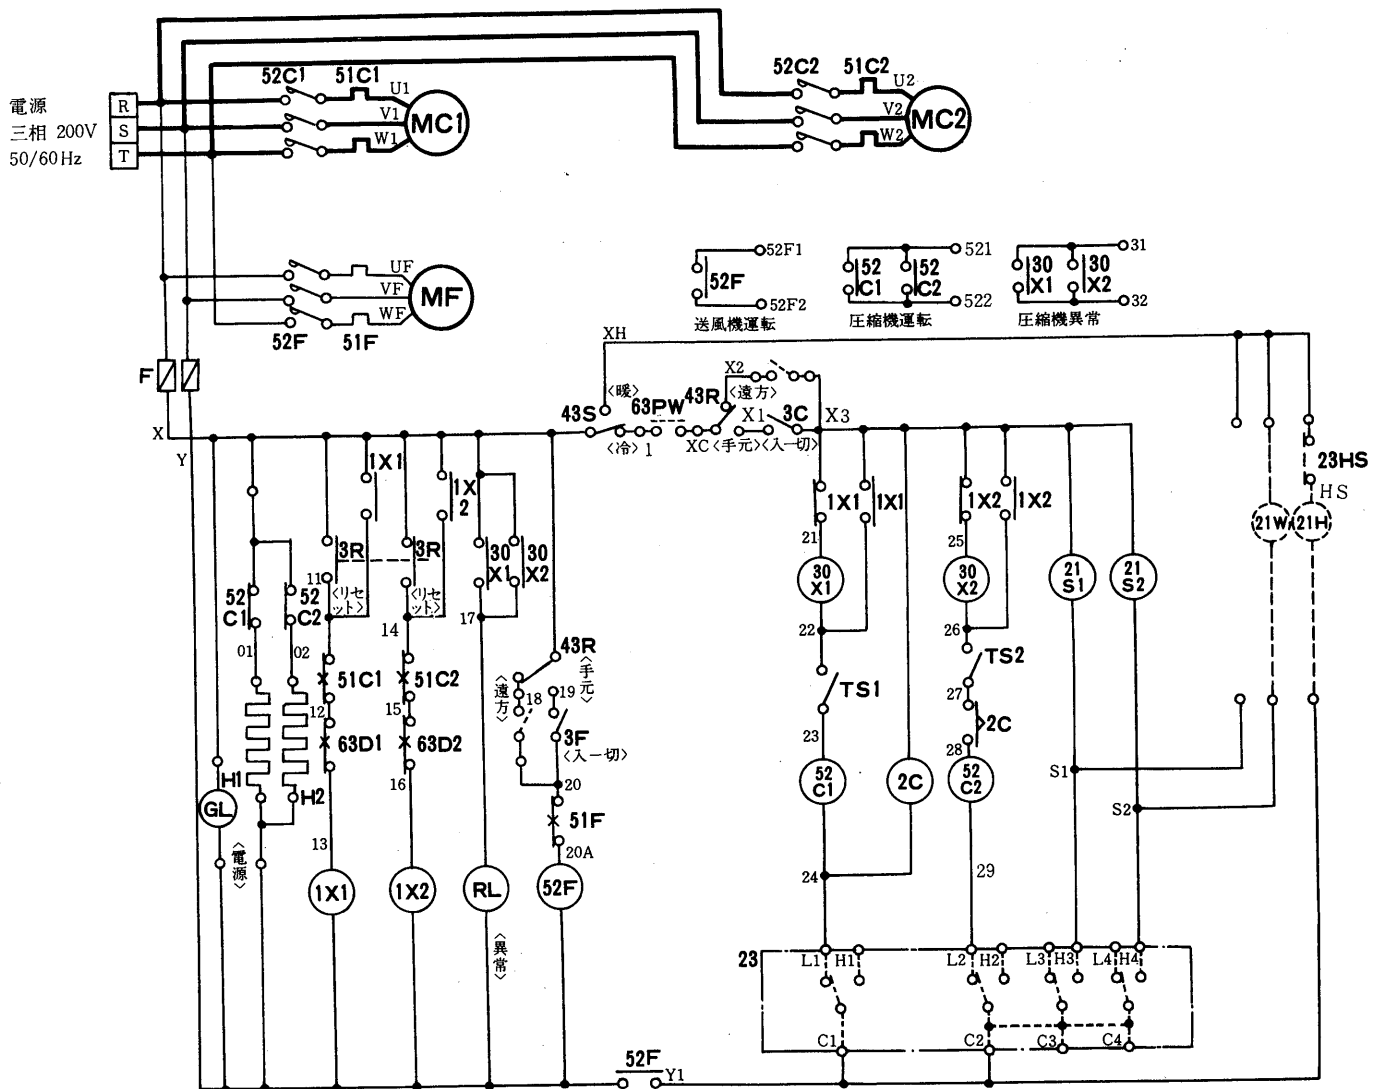 52C1
51C1
U1
V1
W1
MC1
52C2
51C2
U2
V2
W2
MC2
電源
三相 200V
50/60Hz
R
S
T
UF
VF
WF
MF
52F
51F
52F1
52F
52F2
送風機運転
521
52
C1
52
C2
522
圧縮機運転
31
30
X1
30
X2
32
圧縮機異常
F
X
Y
XH
〈暖〉
43S
〈冷〉
1
63PW
43R
X2
〈遠方〉
XC
〈手元〉
X1
3C
〈入一切〉
X3
23HS
HS
21W
21H
1X1
1X
2
3R
11
〈リセット〉
3R
〈リセット〉
14
30
X1
30
X2
17
52
C1
52
C2
01
02
51C1
12
63D1
13
51C2
15
63D2
16
43R
〈遠方〉
18
19
〈手元〉
3F
〈入一切〉
20
51F
20A
H1
H2
GL
〈電源〉
1X1
1X2
RL
〈異常〉
52F
1X1
1X1
21
30
X1
22
TS1
23
52
C1
2C
24
1X2
1X2
25
30
X2
26
TS2
27
2C
28
52
C2
29
21
S1
21
S2
S1
S2
23
L1
H1
L2
H2
L3
H3
L4
H4
C1
C2
C3
C4
52F
Y1